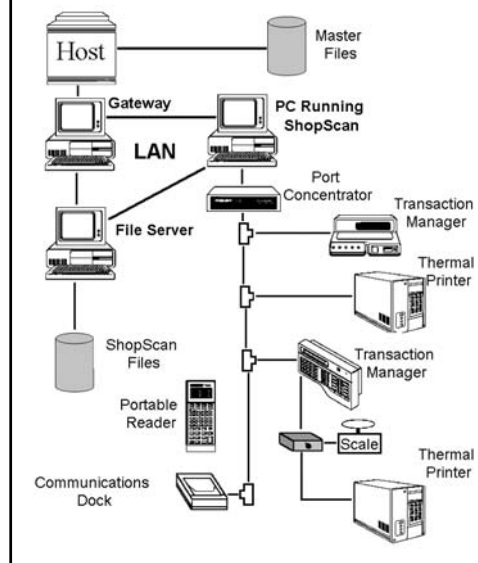 Host
Master
Files
Gateway
PC Running
ShopScan
LAN
Port
Concentrator
Transaction
Manager
File Server
Thermal
Printer
ShopScan
Files
Transaction
Manager
Portable
Reader
Scale
Thermal
Printer
Communications
Dock